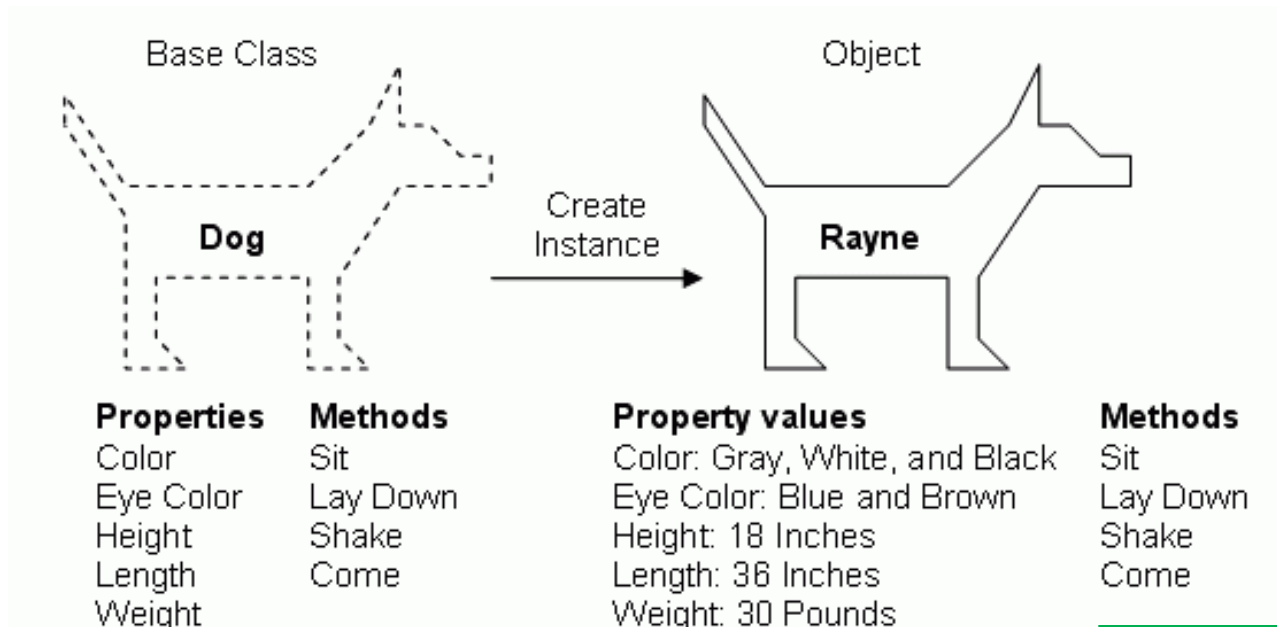 Base Class
Object
Dog
Create
Instance
Rayne
Properties
Color
Eye Color
Height
Length
Weight
Methods
Sit
Lay Down
Shake
Come
Property values
Color: Gray, White, and Black
Eye Color: Blue and Brown
Height: 18 Inches
Length: 36 Inches
Weight: 30 Pounds
Methods
Sit
Lay Down
Shake
Come